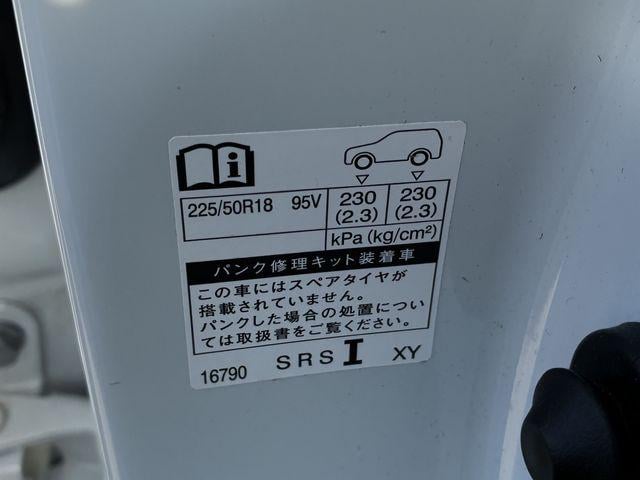 i
225/50R18 95V 230 (2.3) 230 (2.3)
kPa (kg/cm²)
パンク修理キット装着車
この車にはスペアタイヤが
搭載されていません。
パンクした場合の処置につい
ては取扱書をご覧ください。
16790 SRS I XY